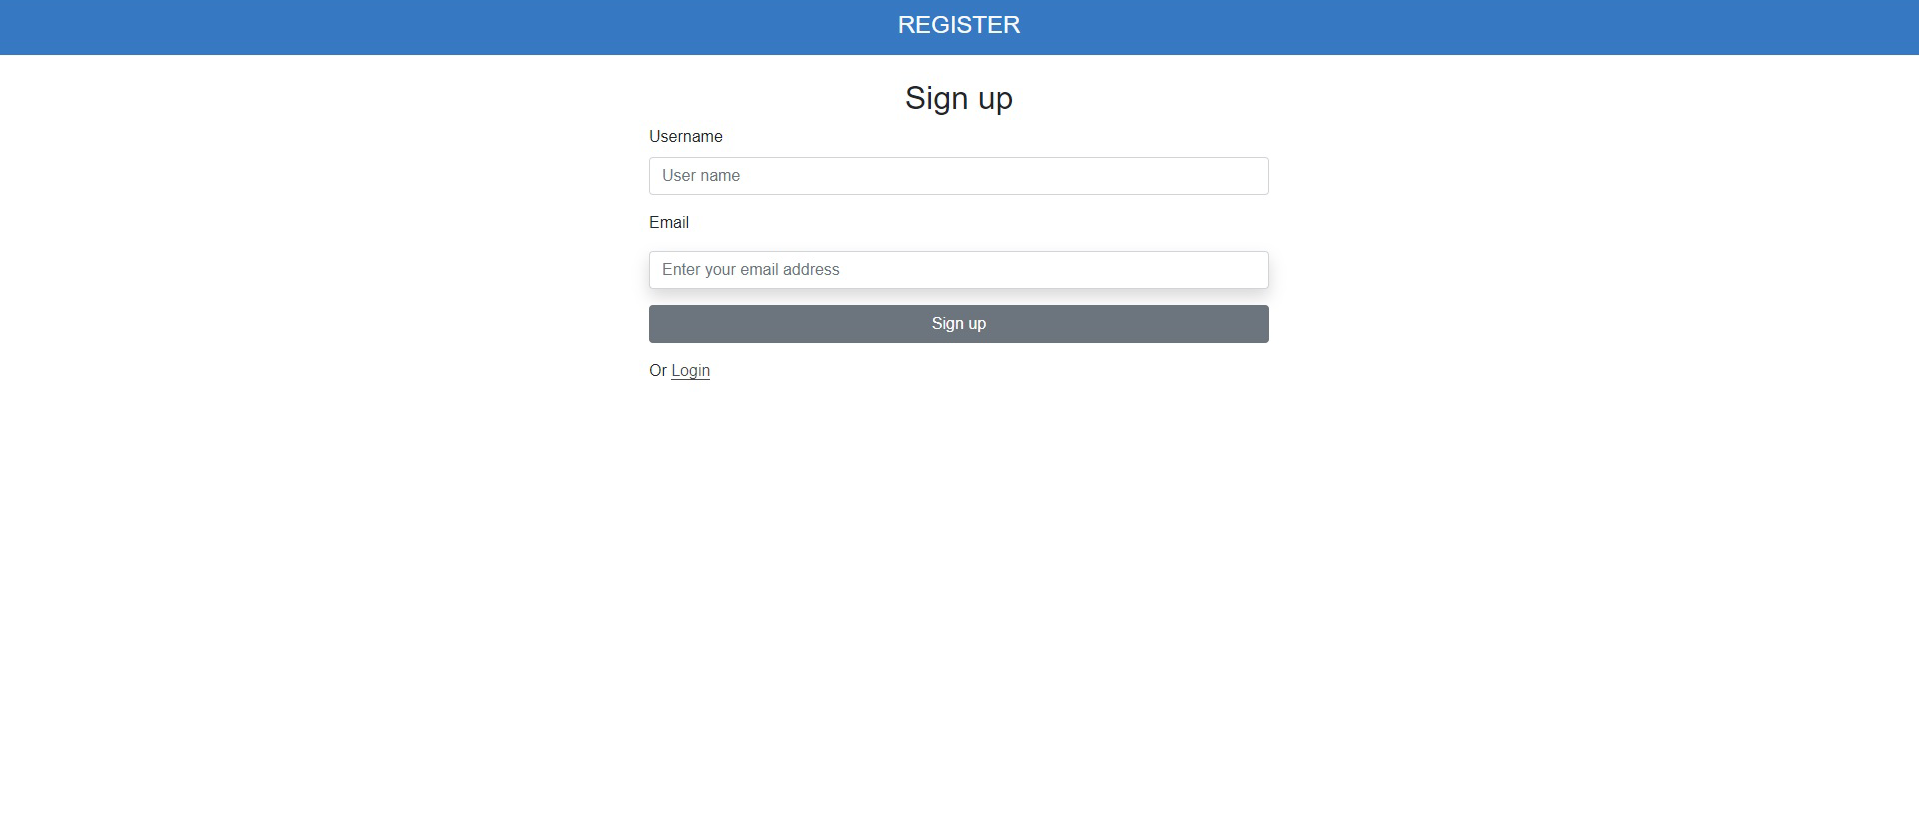 REGISTER
Sign up
Username
User name
Email
Enter your email address
Sign up
Or Login